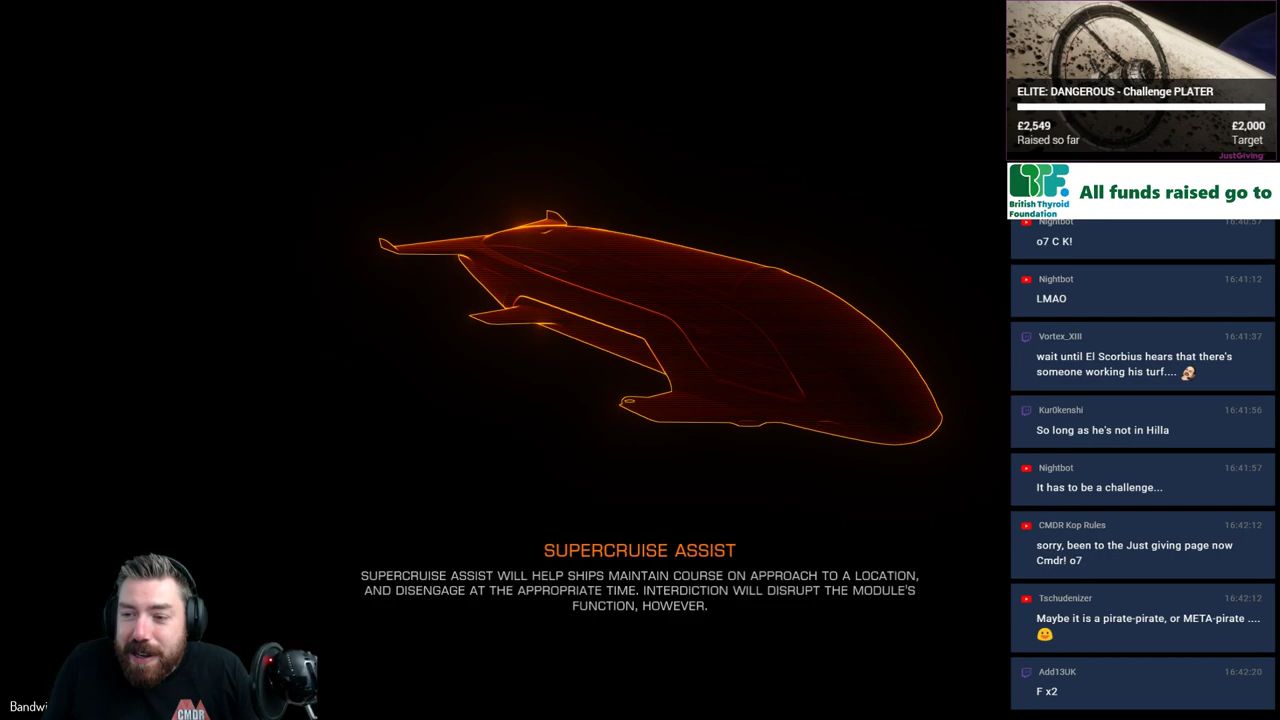 ELITE: DANGEROUS - Challenge PLATER
£2,549
£2,000
Raised so far
Target
JustGiving
British Thyroid
Foundation
All funds raised go to
Nightbot 16:40:57
o7 C K!
Nightbot 16:41:12
LMAO
Vortex_XIII 16:41:37
wait until El Scorbius hears that there's
someone working his turf....
Kur0kenshi 16:41:56
So long as he's not in Hilla
Nightbot 16:41:57
It has to be a challenge...
CMDR Kop Rules 16:42:12
sorry, been to the Just giving page now
Cmdr! o7
Tschudenizer 16:42:12
Maybe it is a pirate-pirate, or META-pirate ....
Add13UK 16:42:20
F x2
SUPERCRUISE ASSIST
SUPERCRUISE ASSIST WILL HELP SHIPS MAINTAIN COURSE ON APPROACH TO A LOCATION,
AND DISENGAGE AT THE APPROPRIATE TIME. INTERDICTION WILL DISRUPT THE MODULE'S
FUNCTION, HOWEVER.
CMDR
Bandwi